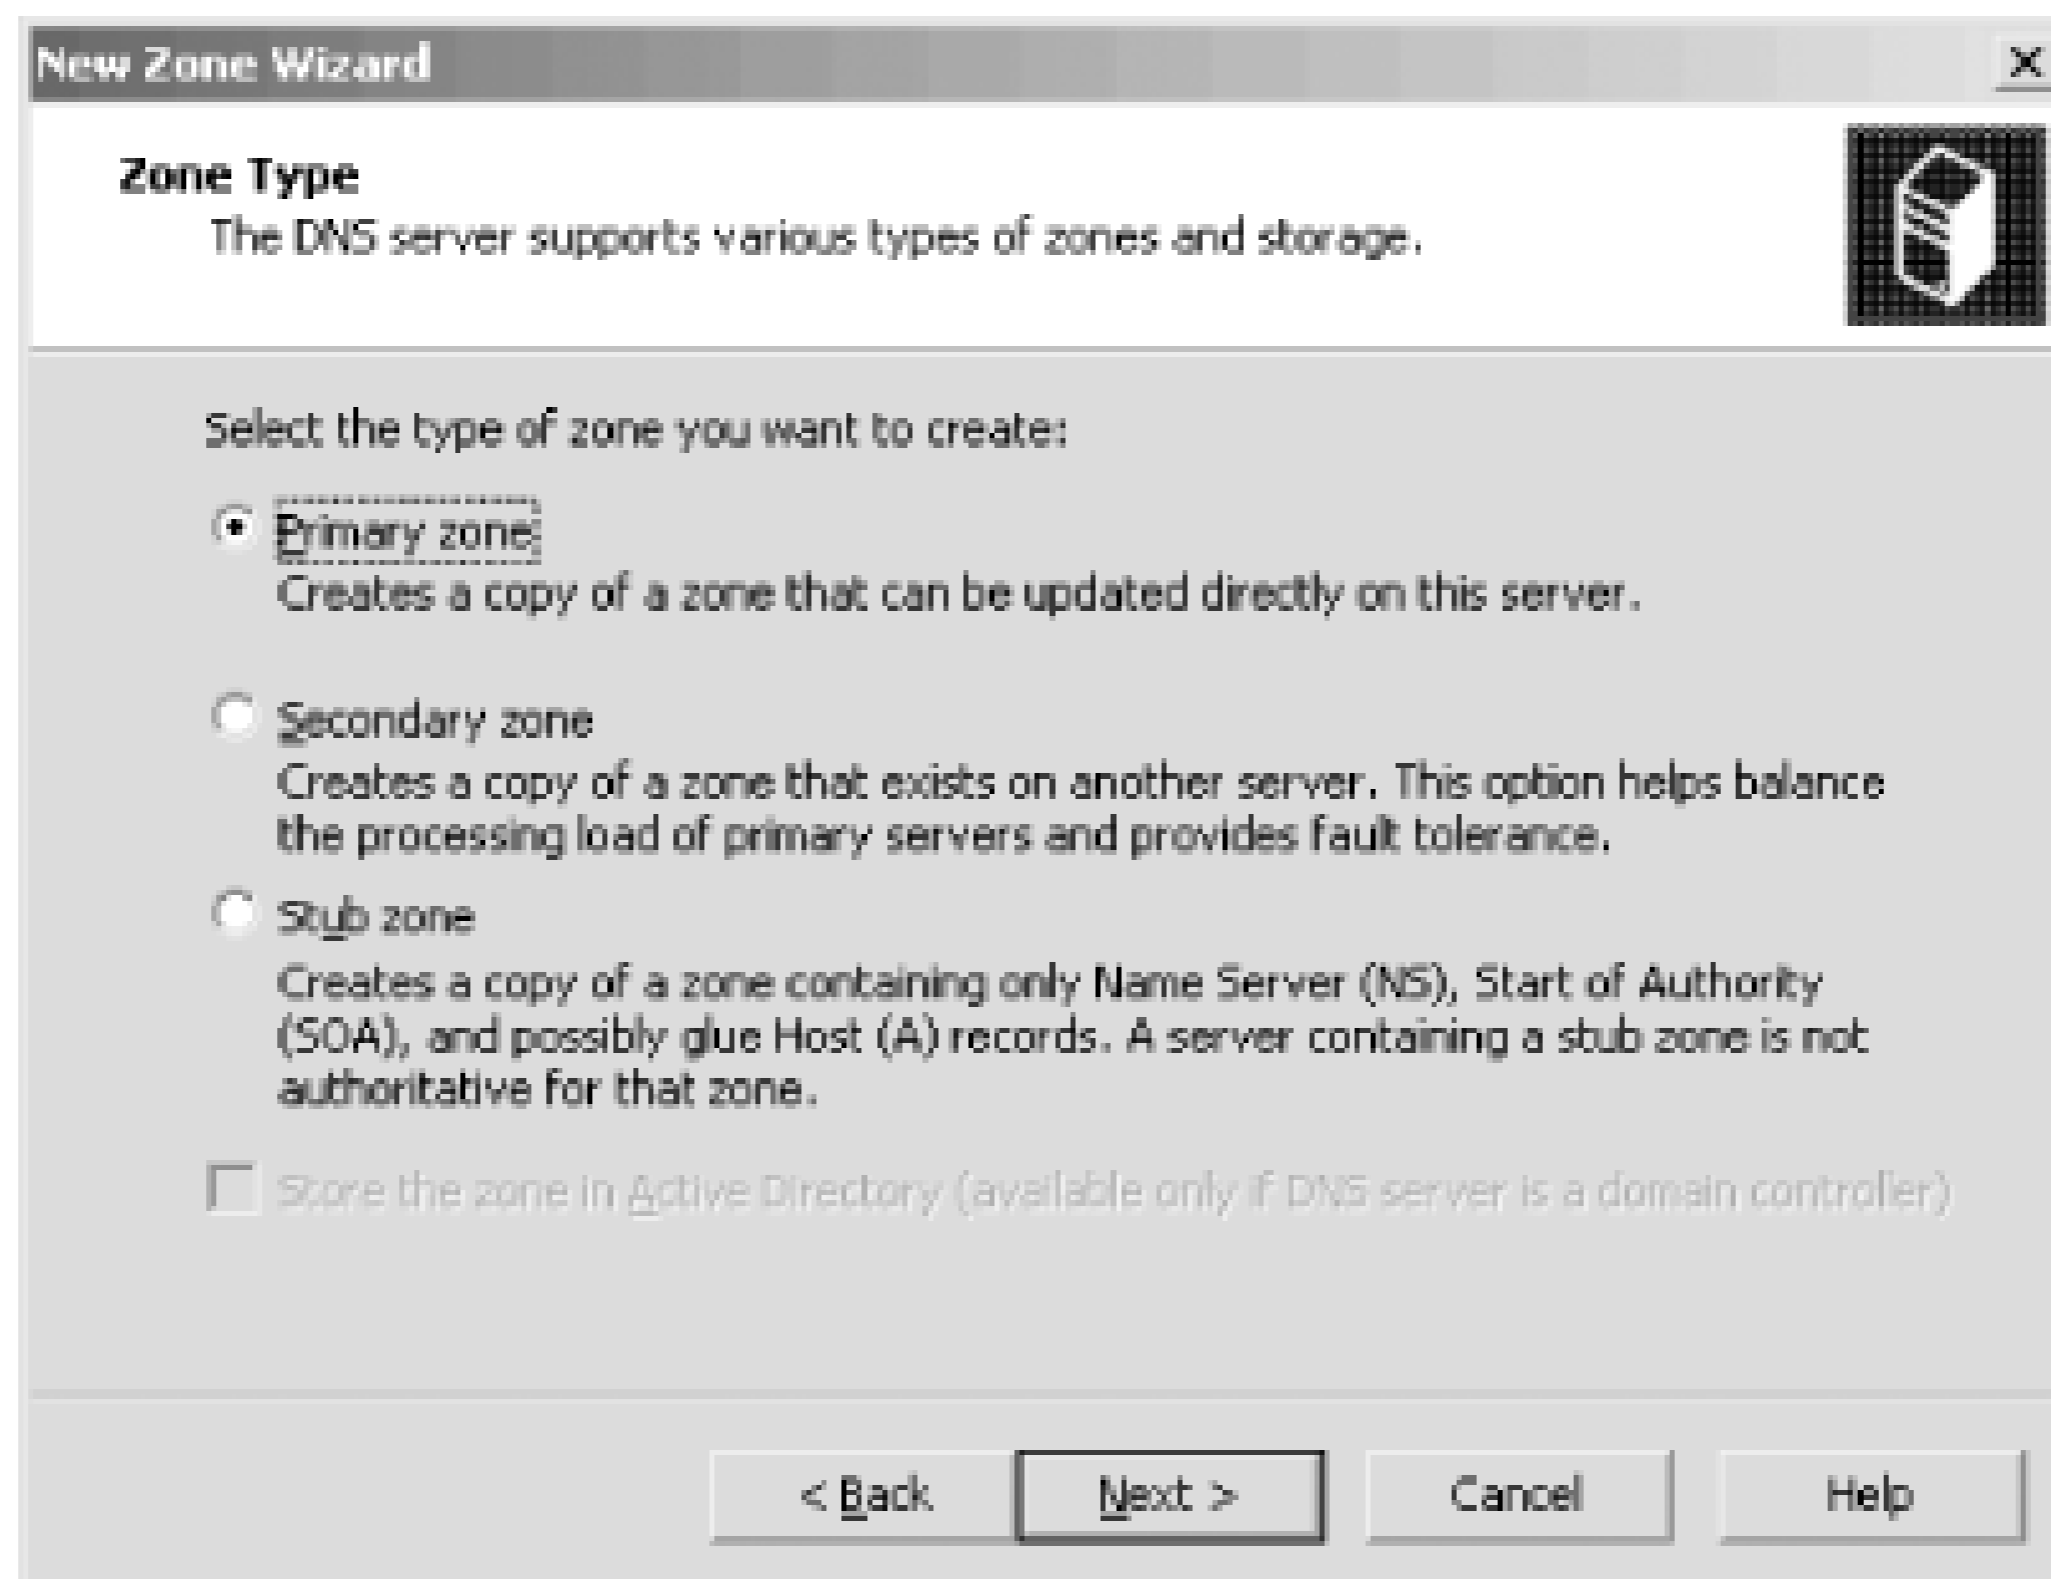 New Zone Wizard
Zone Type
The DNS server supports various types of zones and storage.
Select the type of zone you want to create:
Primary zone
Creates a copy of a zone that can be updated directly on this server.
Secondary zone
Creates a copy of a zone that exists on another server. This option helps balance
the processing load of primary servers and provides fault tolerance.
Stub zone
Creates a copy of a zone containing only Name Server (NS), Start of Authority
(SOA), and possibly glue Host (A) records. A server containing a stub zone is not
authoritative for that zone.
Store the zone in Active Directory (available only if DNS server is a domain controller)
< Back Next > Cancel Help